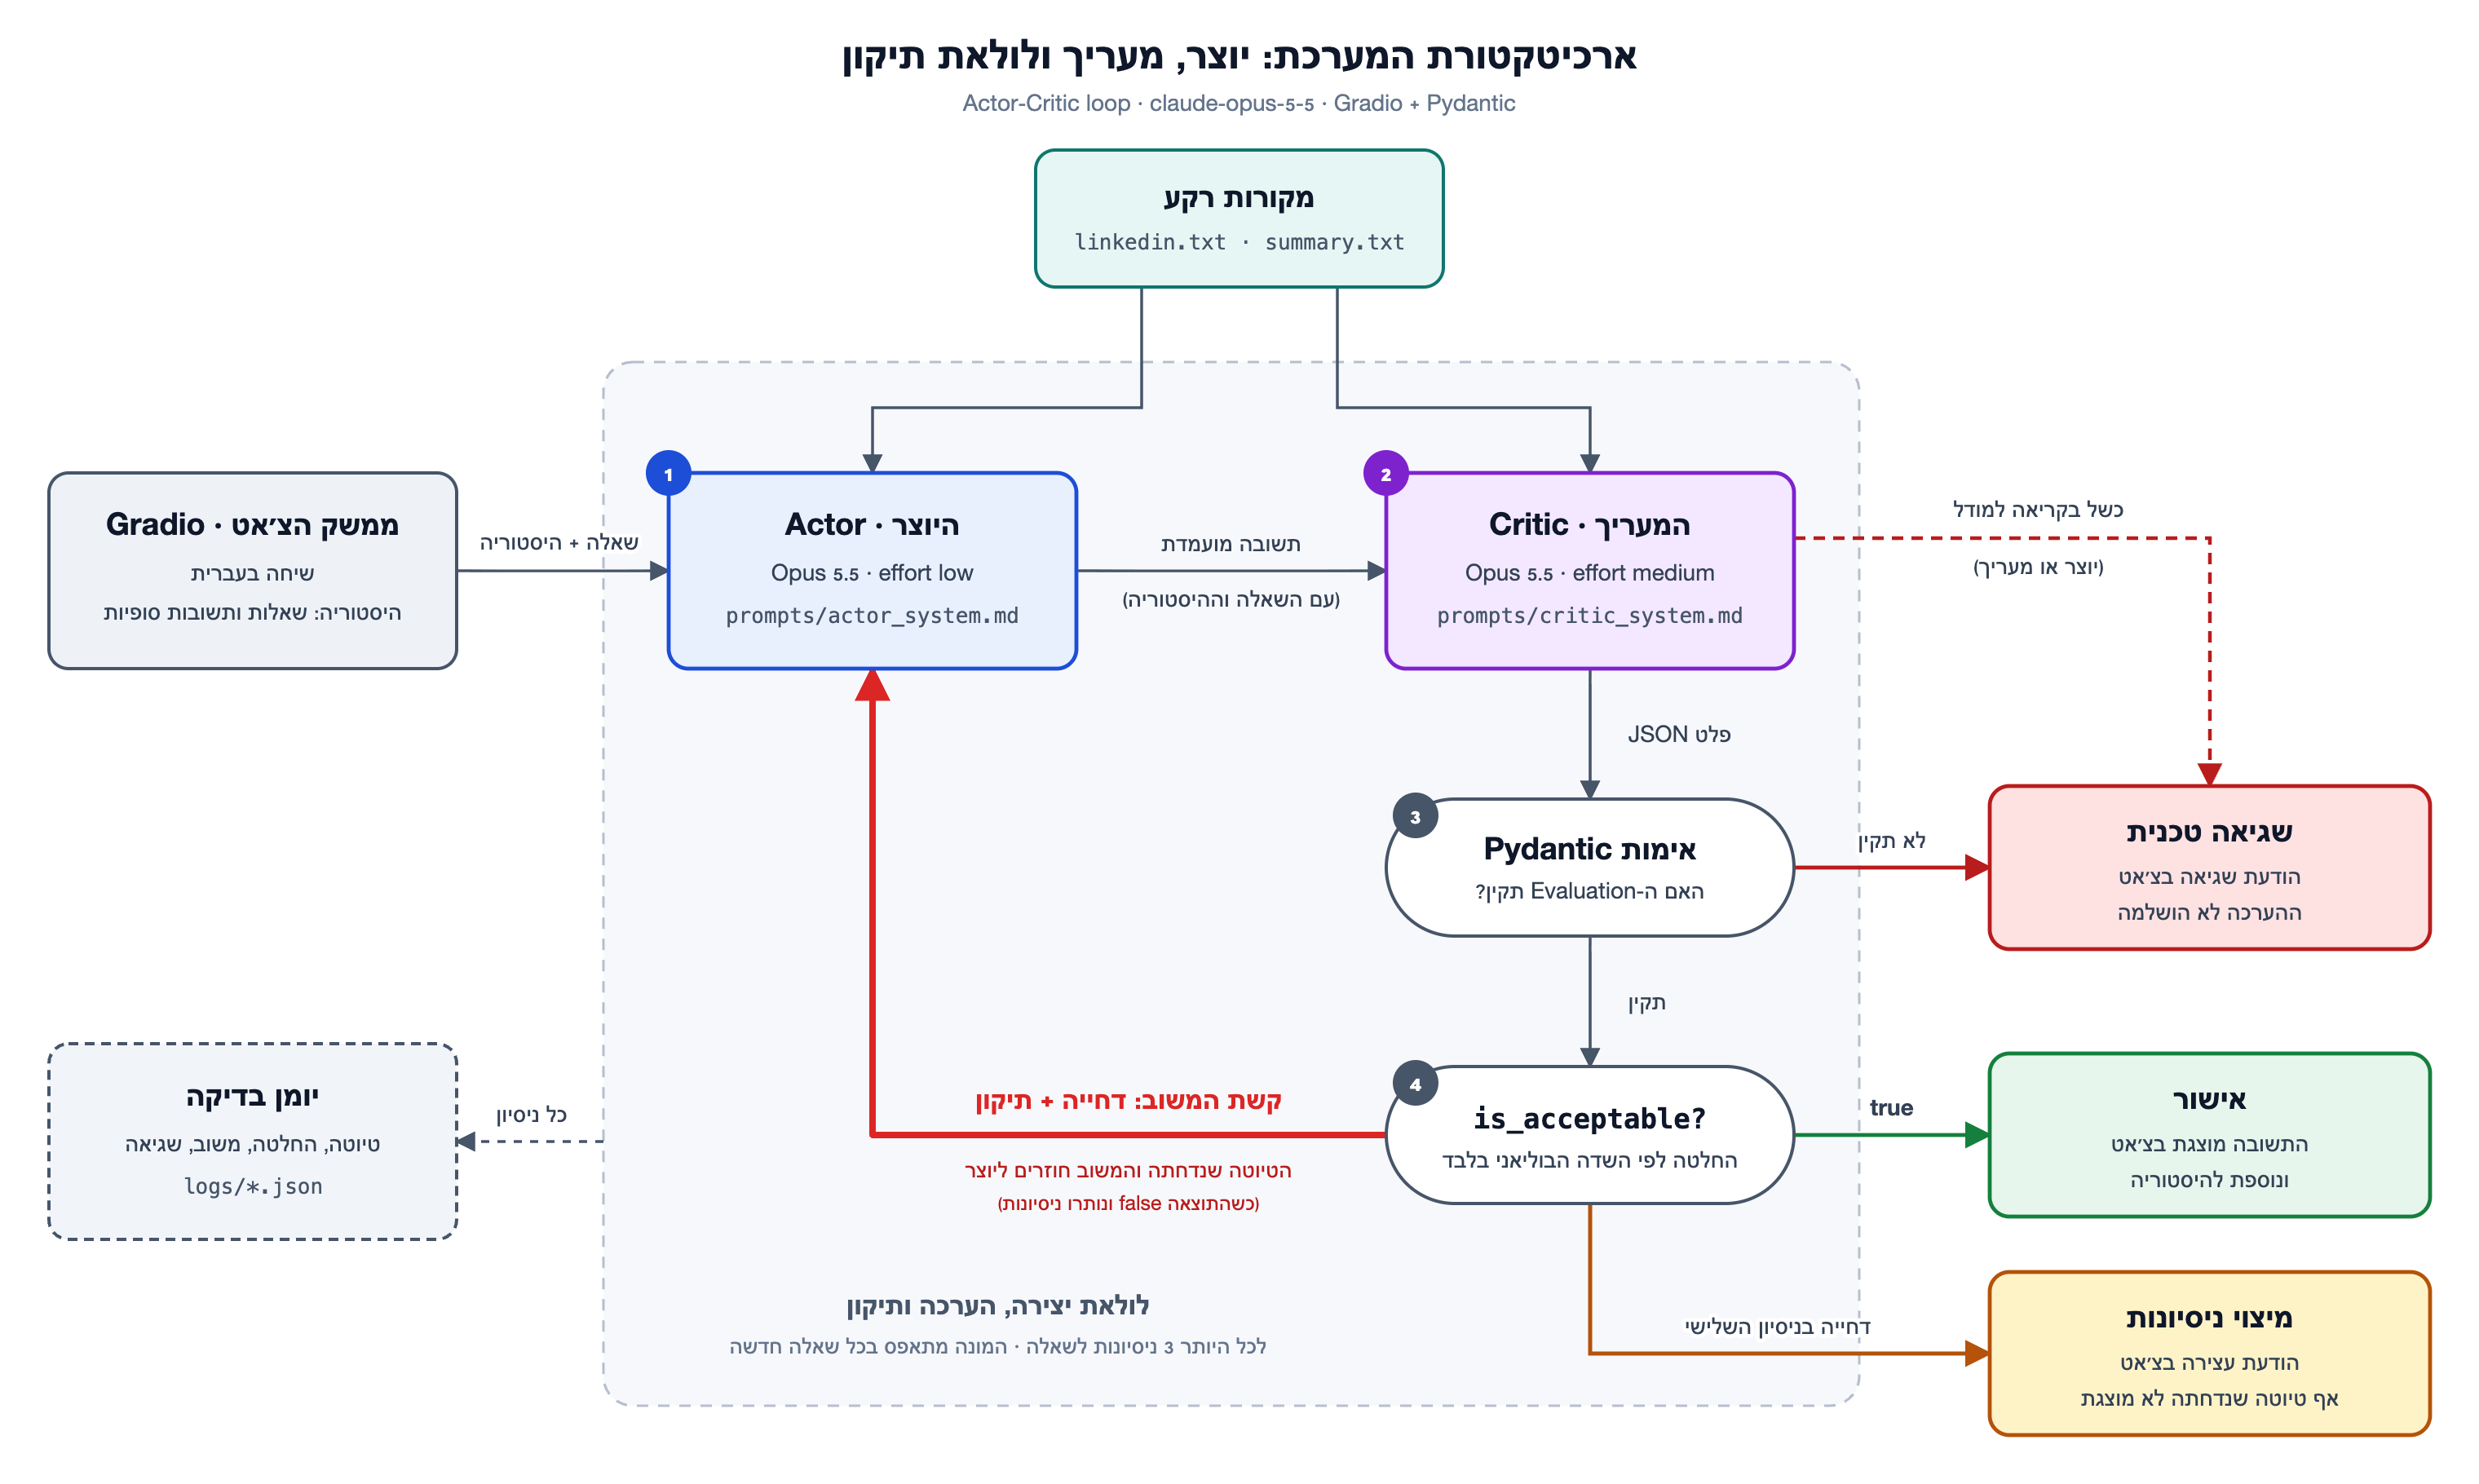 ארכיטקטורת המערכת: יוצר, מעריך ולולאת תיקון
Actor-Critic loop · claude-opus-5-5 · Gradio + Pydantic
מקורות רקע
linkedin.txt · summary.txt
ממשק הצ׳אט · Gradio
שיחה בעברית
היסטוריה: שאלות ותשובות סופיות
שאלה + היסטוריה
1
היוצר · Actor
Opus 5.5 · effort low
prompts/actor_system.md
תשובה מועמדת
(עם השאלה וההיסטוריה)
2
המעריך · Critic
Opus 5.5 · effort medium
prompts/critic_system.md
כשל בקריאה למודל
(יוצר או מעריך)
פלט JSON
3
אימות Pydantic
האם ה-Evaluation תקין?
לא תקין
שגיאה טכנית
הודעת שגיאה בצ׳אט
ההערכה לא הושלמה
תקין
4
is_acceptable?
החלטה לפי השדה הבוליאני בלבד
true
אישור
התשובה מוצגת בצ׳אט
ונוספת להיסטוריה
קשת המשוב: דחייה + תיקון
הטיוטה שנדחתה והמשוב חוזרים ליוצר
(כשהתוצאה false ונותרו ניסיונות)
כל ניסיון
יומן בדיקה
טיוטה, החלטה, משוב, שגיאה
logs/*.json
לולאת יצירה, הערכה ותיקון
לכל היותר 3 ניסיונות לשאלה · המונה מתאפס בכל שאלה חדשה
דחייה בניסיון השלישי
מיצוי ניסיונות
הודעת עצירה בצ׳אט
אף טיוטה שנדחתה לא מוצגת